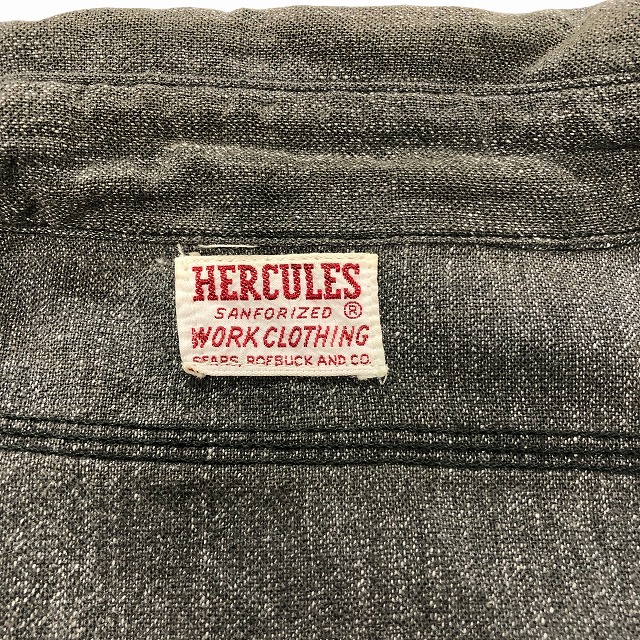 HERCULES
SANFORIZED ®
WORK CLOTHING
SEARS, ROEBUCK AND CO.